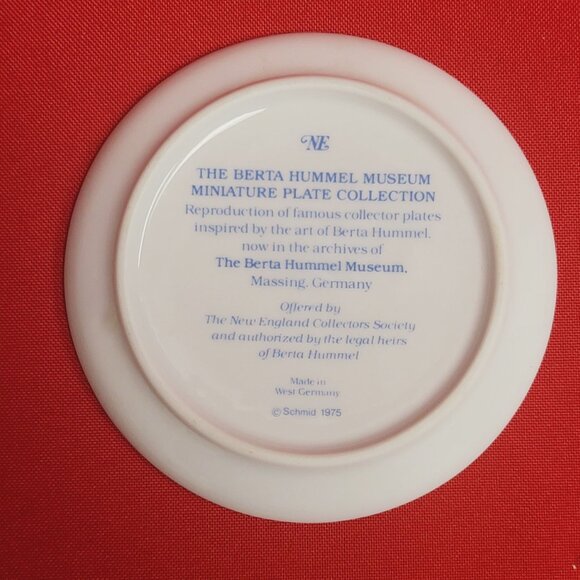 NE
THE BERTA HUMMEL MUSEUM
MINIATURE PLATE COLLECTION
Reproduction of famous collector plates
inspired by the art of Berta Hummel,
now in the archives of
The Berta Hummel Museum,
Massing, Germany
Offered by
The New England Collectors Society
and authorized by the legal heirs
of Berta Hummel
Made in
West Germany
© Schmid 1975